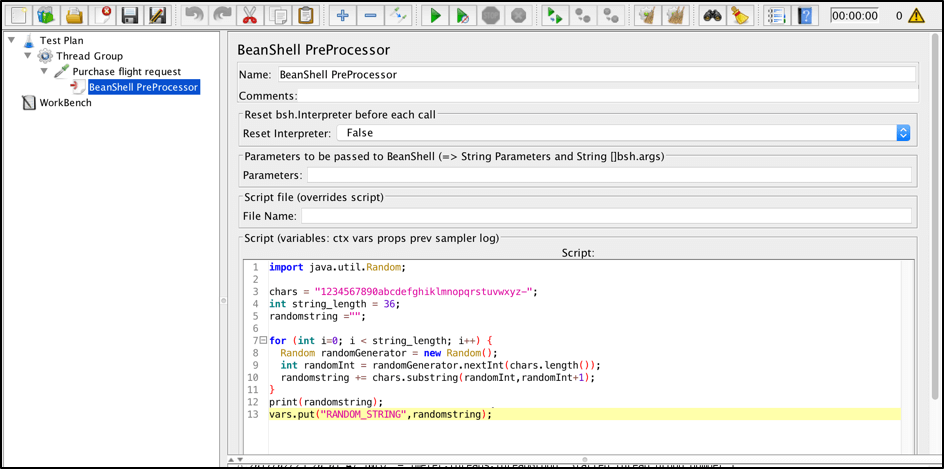 00:00:00 0
Test Plan
Thread Group
Purchase flight request
BeanShell PreProcessor
WorkBench
BeanShell PreProcessor
Name: BeanShell PreProcessor
Comments:
Reset bsh.Interpreter before each call
Reset Interpreter: False
Parameters to be passed to BeanShell (=> String Parameters and String []bsh.args)
Parameters:
Script file (overrides script)
File Name:
Script (variables: ctx vars props prev sampler log)
Script:
1 import java.util.Random;
2
3 chars = "1234567890abcdefghiklmnopqrstuvwxyz-";
4 int string_length = 36;
5 randomstring ="";
6
7 for (int i=0; i < string_length; i++) {
8 Random randomGenerator = new Random();
9 int randomInt = randomGenerator.nextInt(chars.length());
10 randomstring += chars.substring(randomInt,randomInt+1);
11 }
12 print(randomstring);
13 vars.put("RANDOM_STRING",randomstring);